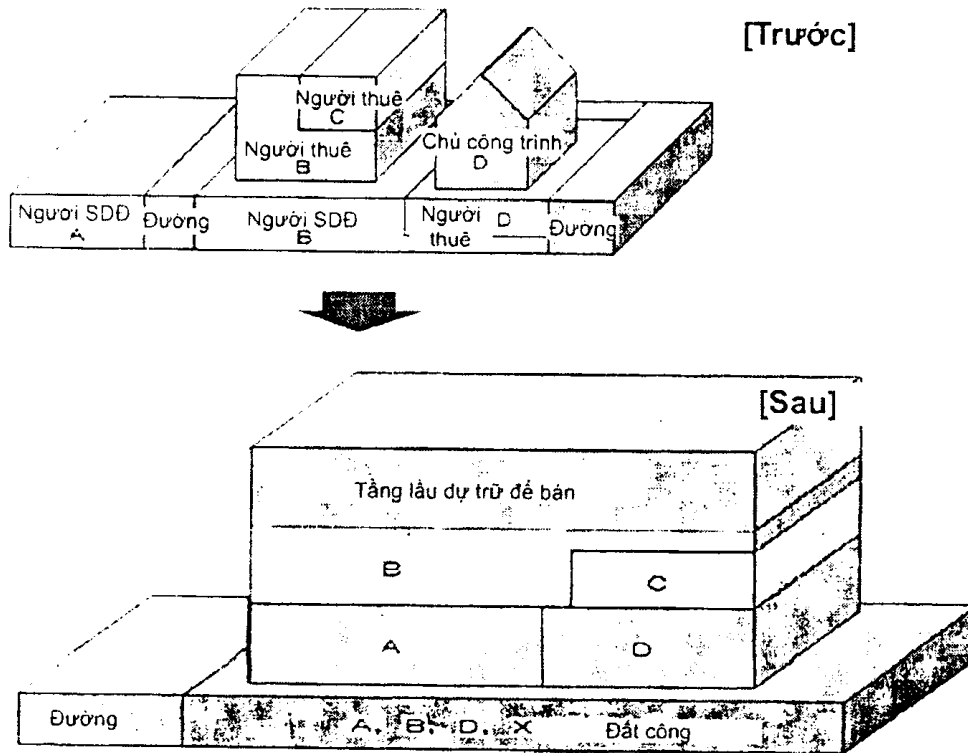 [Trước]
Người thuê
C
Người thuê
B
Chủ công trình
D
Người SDĐ
A
Đường
Người SDĐ
B
Người thuê
D
Đường
[Sau]
Tầng lầu dự trữ để bán
B
C
A
D
Đường
A, B, D, X
Đất công